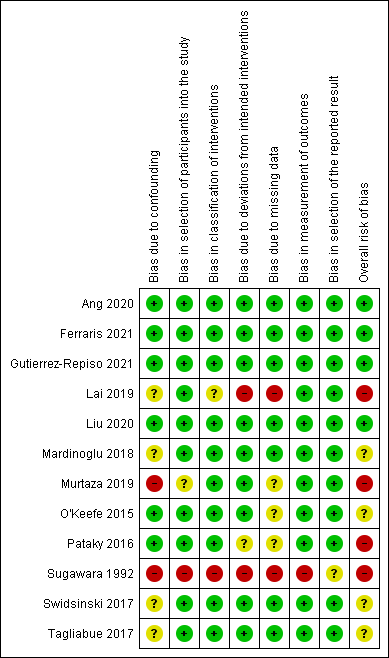 Bias due to confounding
Bias in selection of participants into the study
Bias in classification of interventions
Bias due to deviations from intended interventions
Bias due to missing data
Bias in measurement of outcomes
Bias in selection of the reported result
Overall risk of bias
Ang 2020 + + + + + + + +
Ferraris 2021 + + + + + + + +
Gutierrez-Repiso 2021 + + + + + + + +
Lai 2019 ? + ? - - + + -
Liu 2020 + + + + + + + +
Mardinoglu 2018 ? + + + + + + ?
Murtaza 2019 - ? + + ? + + -
O'Keefe 2015 + + + + ? + + ?
Pataky 2016 + + + ? ? + + -
Sugawara 1992 - - - - - - ? -
Swidsinski 2017 ? + + + + + + ?
Tagliabue 2017 ? + + + + + + ?